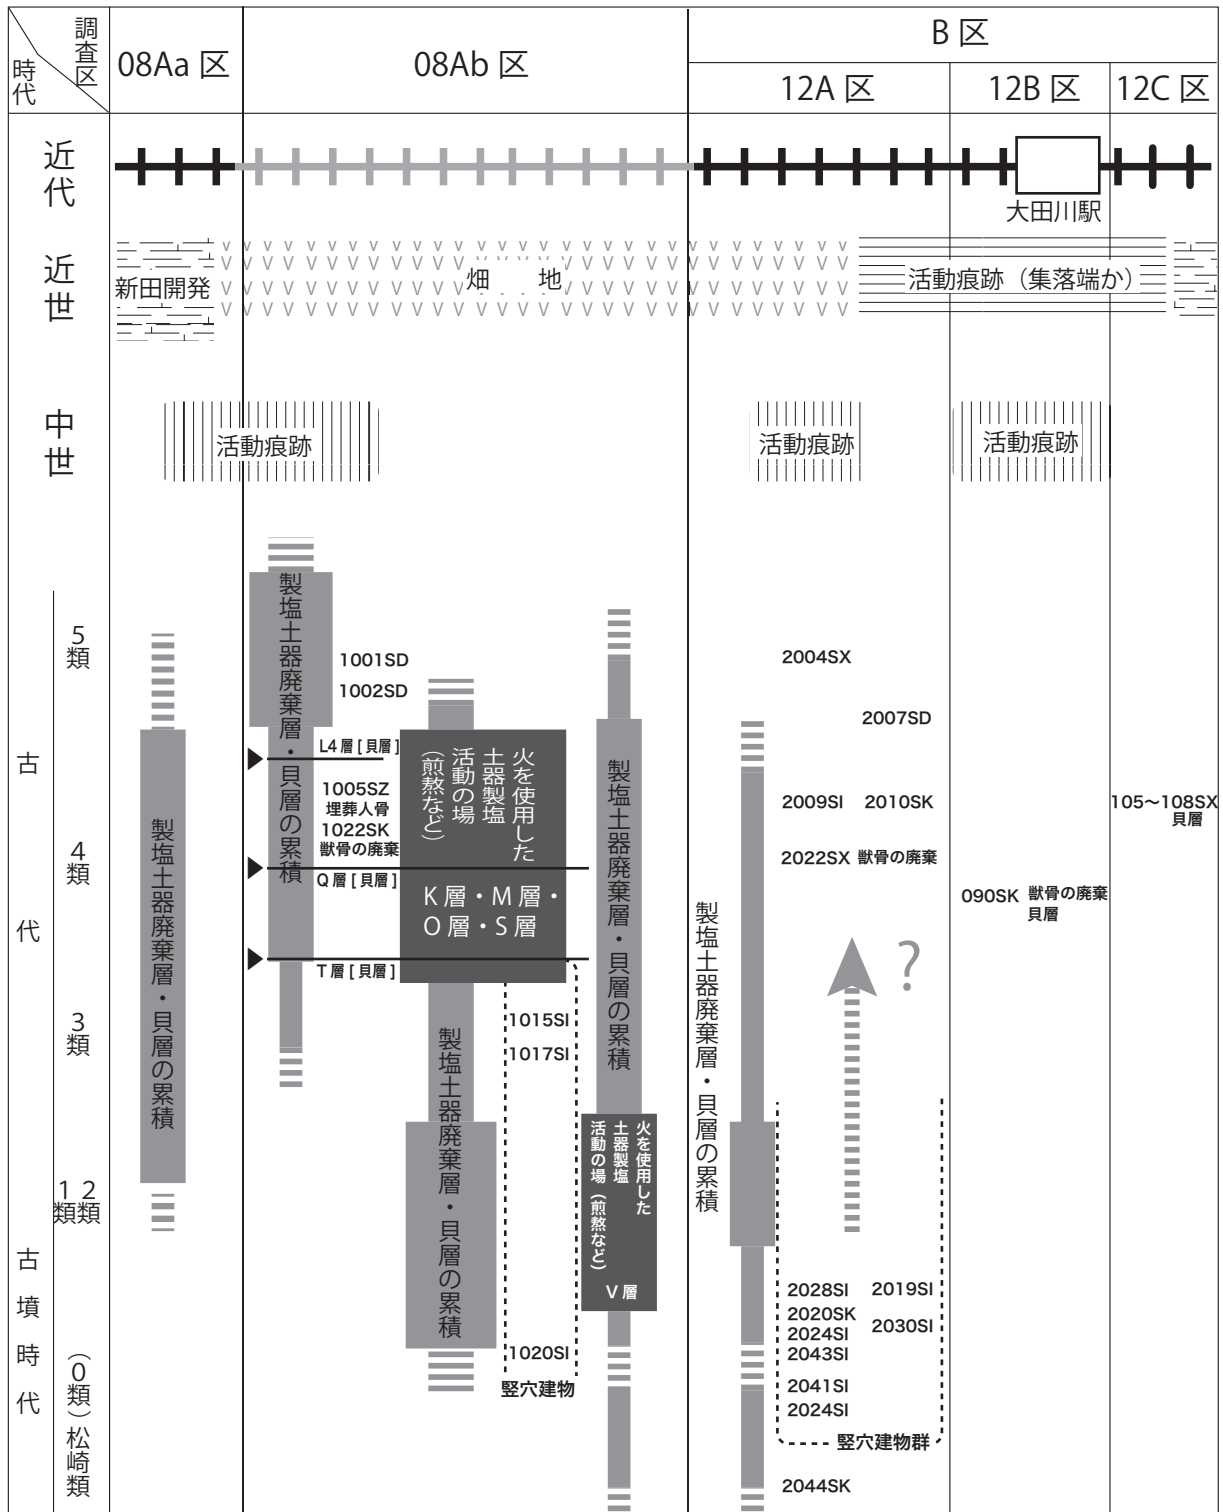 調査区
時代
08Aa 区
08Ab 区
B 区
12A 区
12B 区
12C 区
近代
大田川駅
近世
新田開発
畑 地
活動痕跡（集落端か）
中世
活動痕跡
活動痕跡
活動痕跡
古代
5類
4類
3類
2類
1類
古墳時代
（0類）松崎類
製塩土器廃棄層・貝層の累積
製塩土器廃棄層・貝層の累積
1001SD
1002SD
L4 層 [ 貝層 ]
1005SZ
埋葬人骨
1022SK
獣骨の廃棄
Q 層 [ 貝層 ]
T 層 [ 貝層 ]
火を使用した
土器製塩
活動の場
（煎熬など）
K 層・M 層・
O 層・S 層
製塩土器廃棄層・貝層の累積
1015SI
1017SI
1020SI
竪穴建物
製塩土器廃棄層・貝層の累積
火を使用した
土器製塩
活動の場（煎熬など）
V 層
製塩土器廃棄層・貝層の累積
2004SX
2007SD
2009SI
2010SK
2022SX 獣骨の廃棄
?
2028SI
2019SI
2020SK
2024SI
2030SI
2043SI
2041SI
2024SI
竪穴建物群
2044SK
090SK 獣骨の廃棄
貝層
105〜108SX
貝層